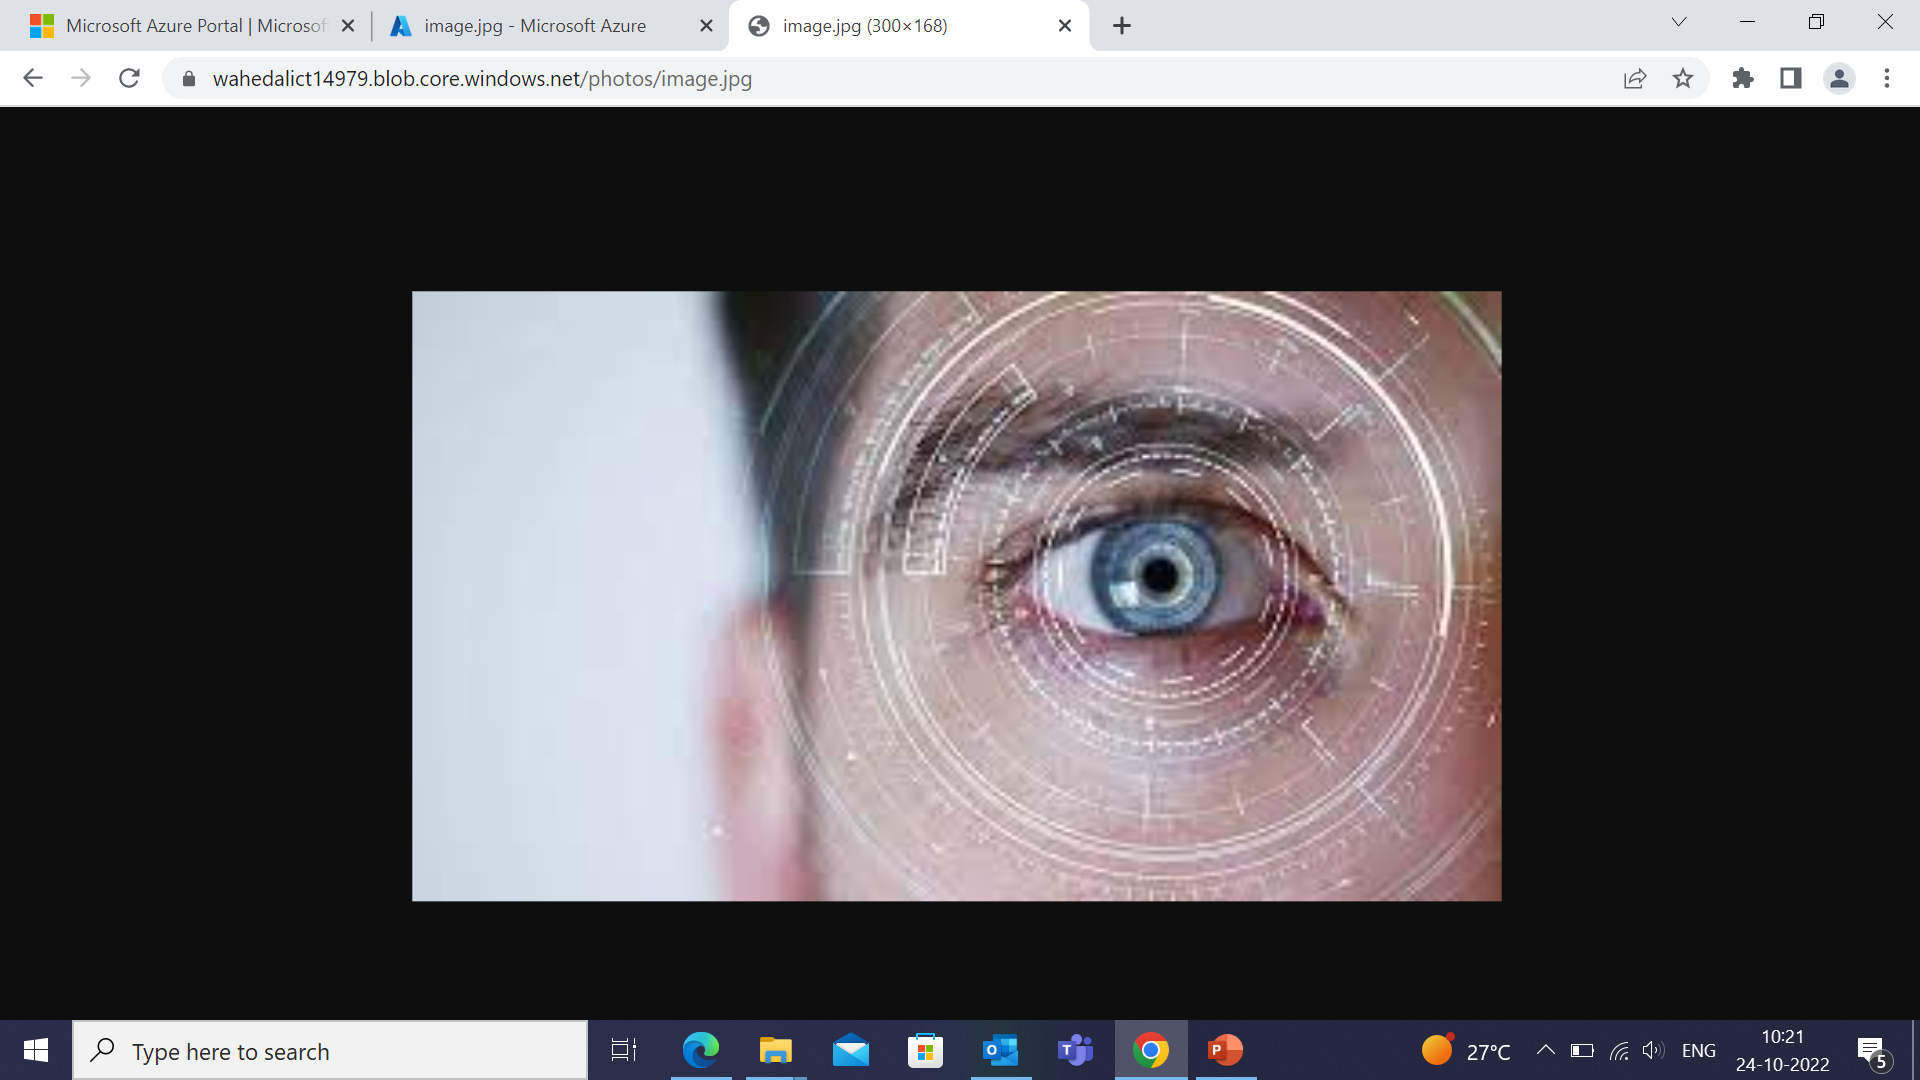 Microsoft Azure Portal | Microsof
image.jpg - Microsoft Azure
image.jpg (300×168)
wahedalict14979.blob.core.windows.net/photos/image.jpg
Type here to search
27°C
ENG
10:21
24-10-2022
5